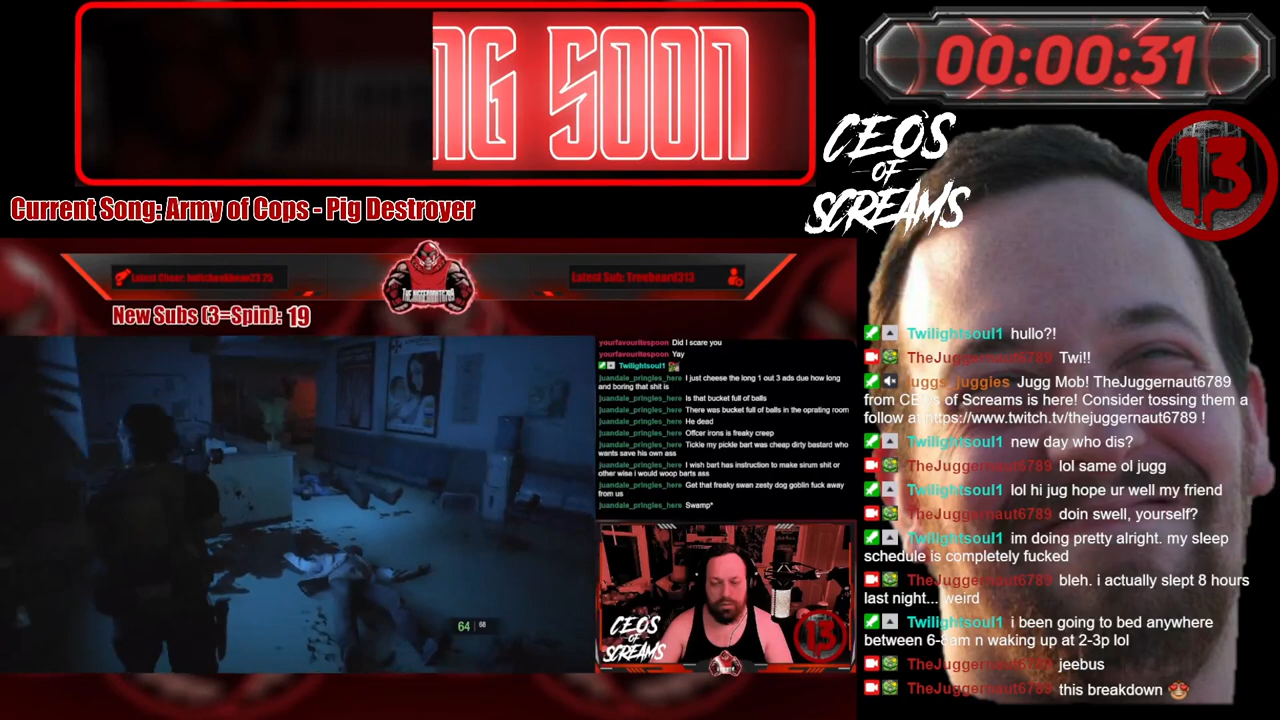 NG SOON
00:00:31
CEO'S
OF
SCREAMS
13
Current Song: Army of Cops - Pig Destroyer
Latest Sub: Treebeard313
THEJUGGERNAUT6789
New Subs (3=Spin): 19
yourfavouritespoon Did I scare you
yourfavouritespoon Yay
Twilightsoul1
juandale_pringles_here I just cheese the long 1 out 3 ads due how long
and boring that shit is
juandale_pringles_here Is that bucket full of balls
juandale_pringles_here There was bucket full of balls in the oprating room
juandale_pringles_here He dead
juandale_pringles_here Offcer irons is freaky creep
juandale_pringles_here Tickle my pickle bart was cheap dirty bastard who
wants save his own ass
juandale_pringles_here I wish bart has instruction to make sirum shit or
other wise i would woop barts ass
juandale_pringles_here Get that freaky swan zesty dog goblin fuck away
from us
juandale_pringles_here Swamp*
64 68
CEO'S
OF
SCREAMS
13
Twilightsoul1 hullo?!
TheJuggernaut6789 Twi!!
juggs_juggies Jugg Mob! TheJuggernaut6789
from CEOs of Screams is here! Consider tossing them a
follow at https://www.twitch.tv/thejuggernaut6789 !
Twilightsoul1 new day who dis?
TheJuggernaut6789 lol same ol jugg
Twilightsoul1 lol hi jug hope ur well my friend
TheJuggernaut6789 doin swell, yourself?
Twilightsoul1 im doing pretty alright. my sleep
schedule is completely fucked
TheJuggernaut6789 bleh. i actually slept 8 hours
last night... weird
Twilightsoul1 i been going to bed anywhere
between 6-8am n waking up at 2-3p lol
TheJuggernaut6789 jeebus
TheJuggernaut6789 this breakdown